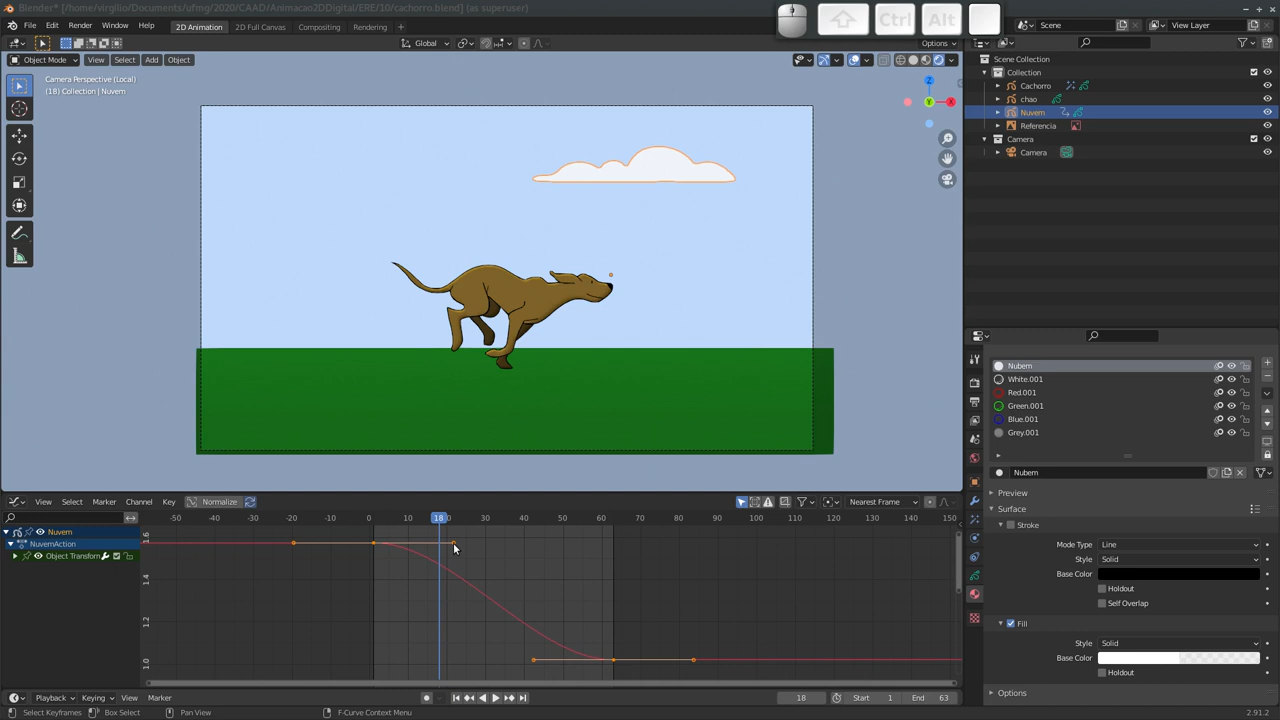 Blender* [/home/virgilio/Documents/ufmg/2020/CAAD/Animacao2DDigital/ERE/10/cachorro.blend] (as superuser)
File Edit Render Window Help 2D Animation 2D Full Canvas Compositing Rendering +
Ctrl Alt
Scene View Layer
Global Options
Object Mode View Select Add Object
Camera Perspective (Local)
(18) Collection | Nuvem
Z
Y
X
Scene Collection
Collection
Cachorro
chao
Nuvem
Referencia
Camera
Camera
Nubem
White.001
Red.001
Green.001
Blue.001
Grey.001
Nubem
Preview
Surface
Stroke
Mode Type Line
Style Solid
Base Color
Holdout
Self Overlap
Fill
Style Solid
Base Color
Holdout
Options
View Select Marker Channel Key Normalize Nearest Frame
-50 -40 -30 -20 -10 0 10 18 20 30 40 50 60 70 80 90 100 110 120 130 140 150
Nuvem
NuvemAction
Object Transform
1.6
1.4
1.2
1.0
Playback Keying View Marker 18 Start 1 End 63
Select Keyframes Box Select Pan View F-Curve Context Menu 2.91.2